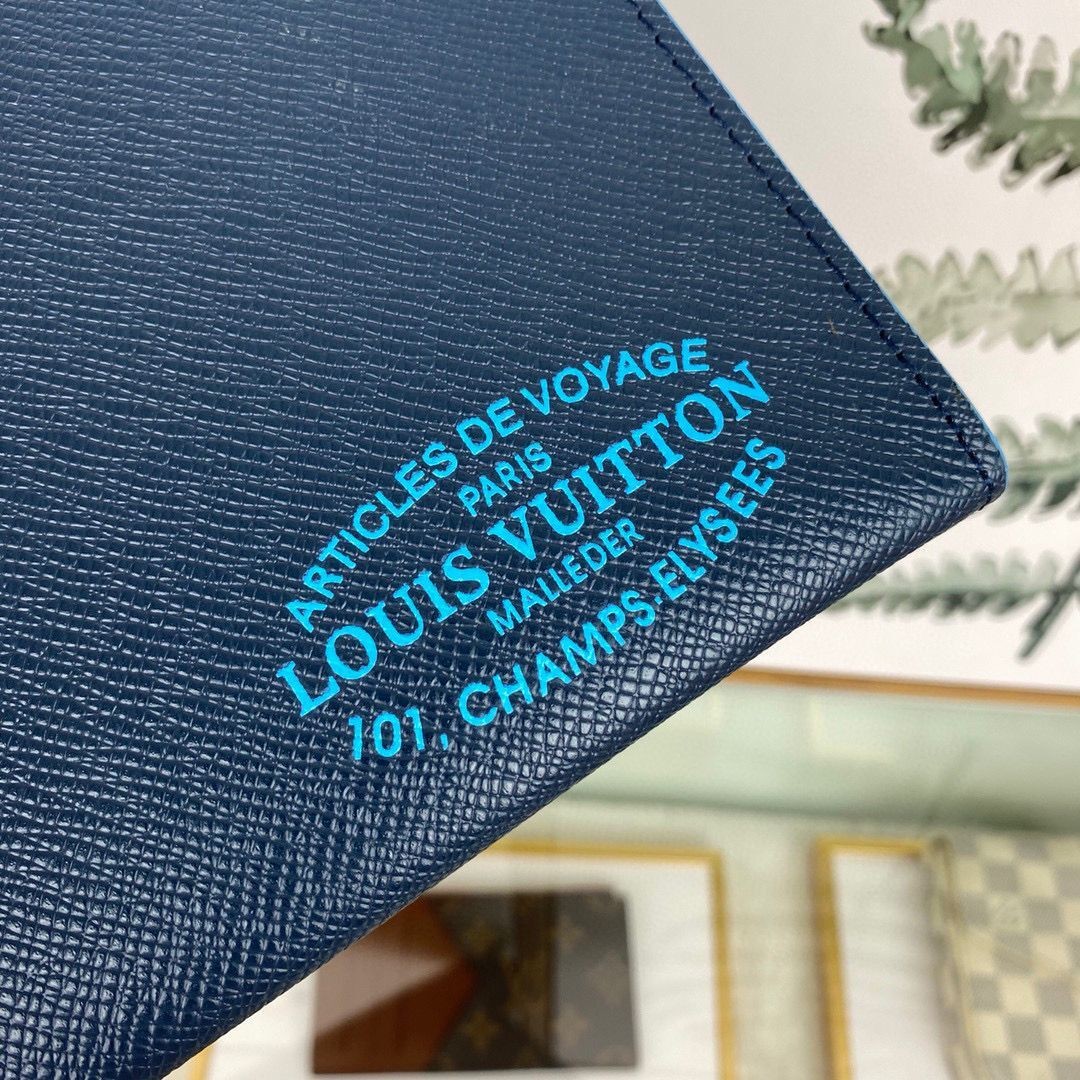 ARTICLES DE VOYAGE
PARIS
LOUIS VUITTON
MALLEDER
101, CHAMPS-ELYSEES